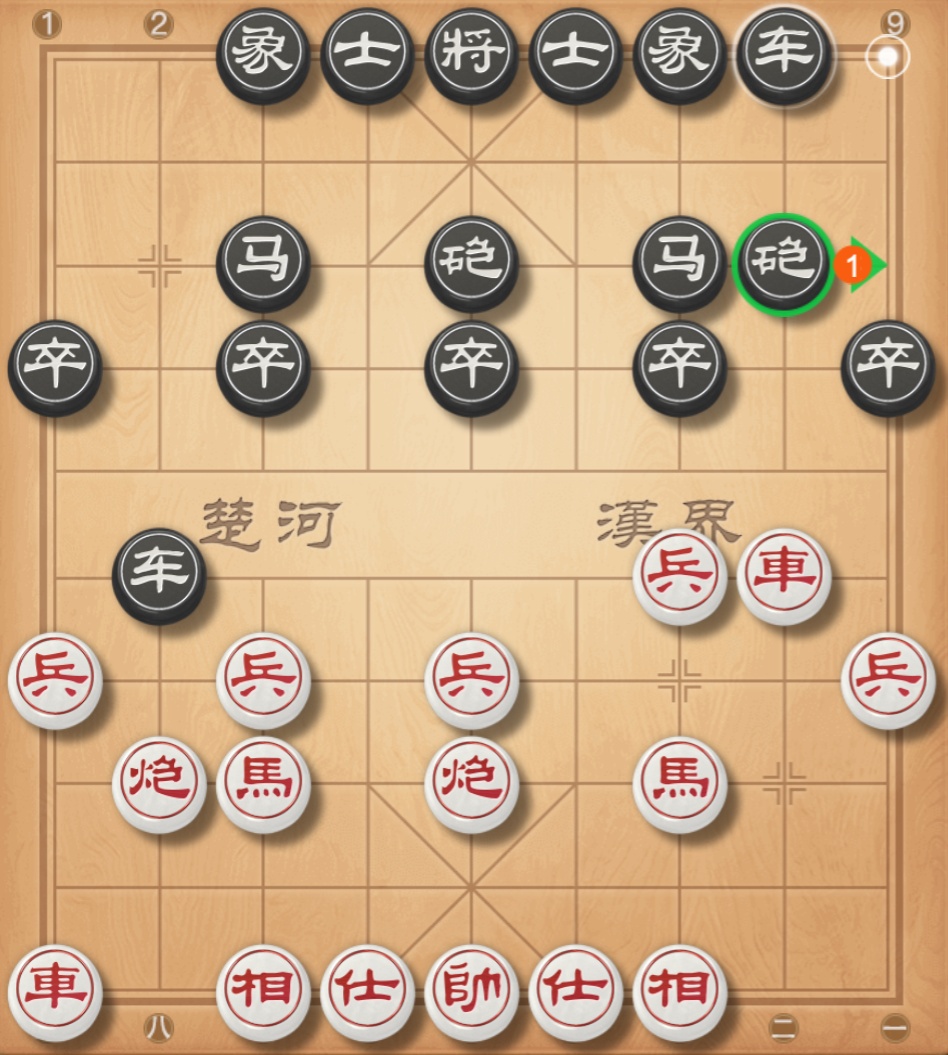 1 2 9
象 士 将 士 象 车
马 砲 马 砲 1
卒 卒 卒 卒 卒
楚河 漢界
车 兵 車
兵 兵 兵 兵
炮 馬 炮 馬
車 相 仕 帥 仕 相
八 二 一